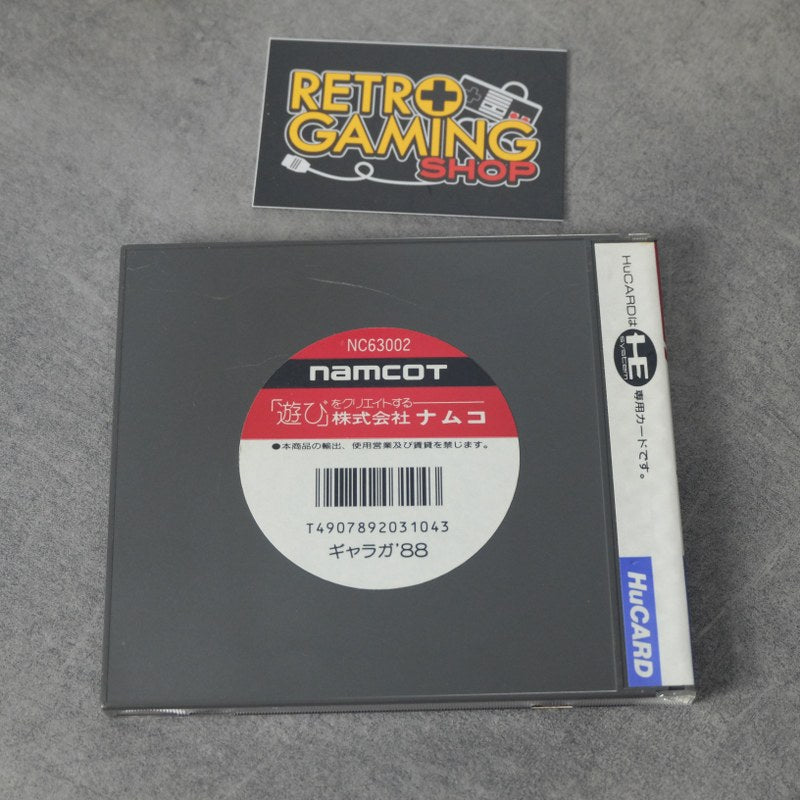 RETRO
GAMING
SHOP
NC63002
namcoт
「遊び」をクリエイトする
株式会社 ナムコ
●本商品の輸出、使用営業及び賃貸を禁じます。
T4907892031043
ギャラガ'88
HuCARDは
HE
system
専用カードです。
HuCARD